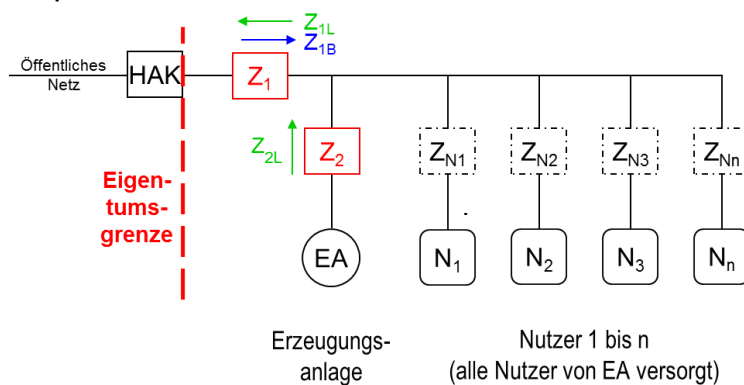 Z1L
Z1B
Öffentliches
Netz
HAK
Z1
Z2L
Z2
ZN1
ZN2
ZN3
ZNn
Eigen-
tums-
grenze
EA
N1
N2
N3
Nn
Erzeugungs-
anlage
Nutzer 1 bis n
(alle Nutzer von EA versorgt)